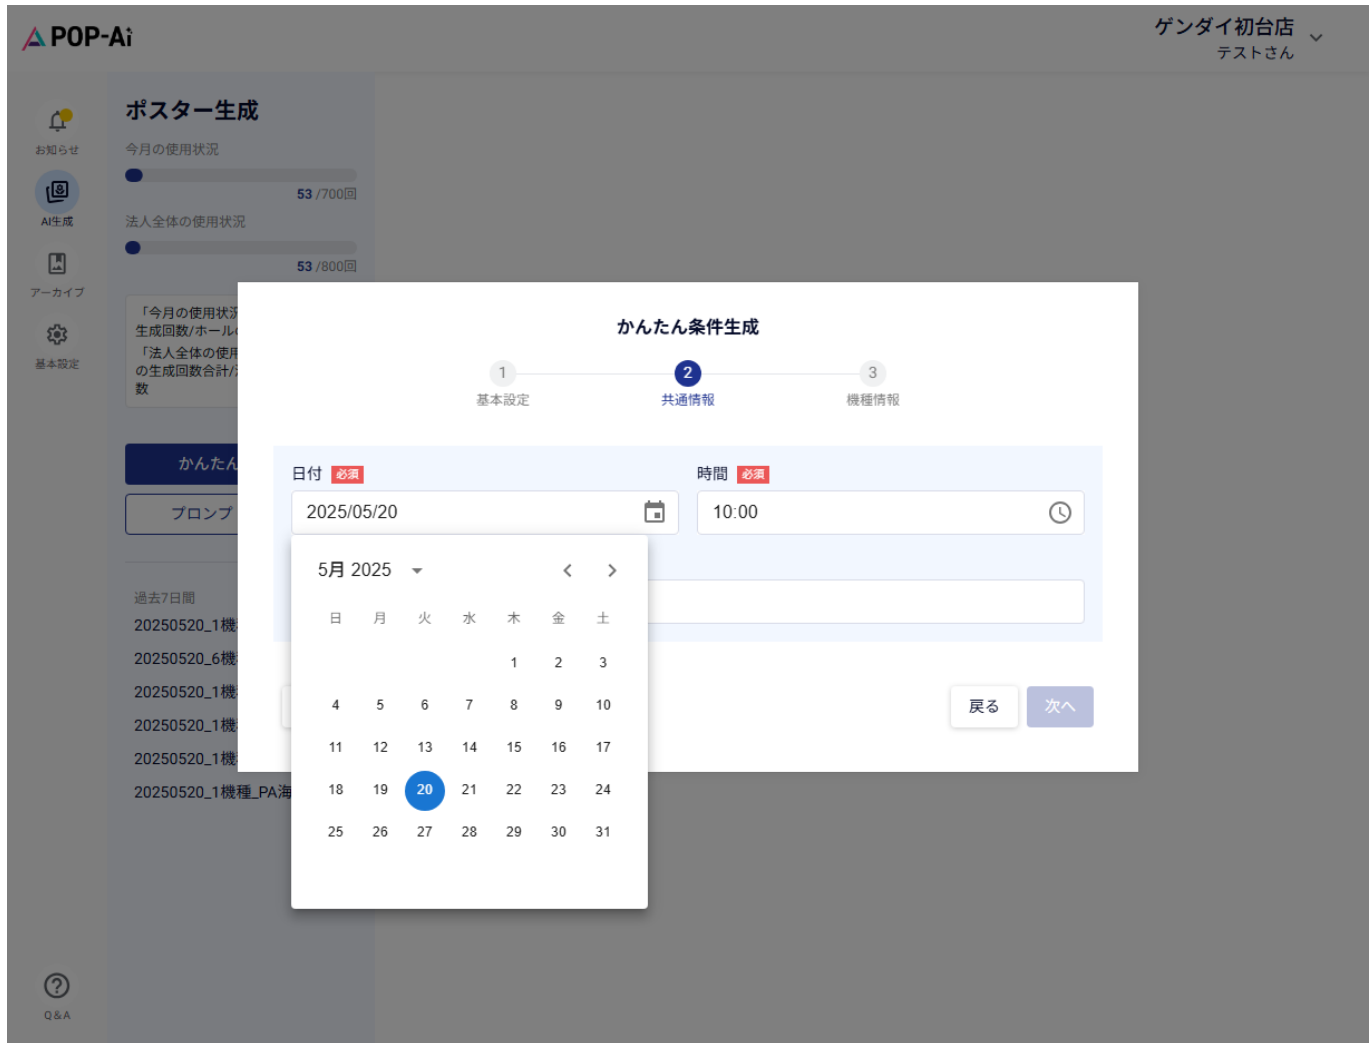 POP-Ai
ゲンダイ初台店
テストさん
お知らせ
AI生成
アーカイブ
基本設定
Q&A
ポスター生成
今月の使用状況
53 /700回
法人全体の使用状況
53 /800回
「今月の使用状況
生成回数/ホール
「法人全体の使用
の生成回数合計/
数
かんたん
プロンプ
過去7日間
20250520_1機
20250520_6機
20250520_1機
20250520_1機
20250520_1機
20250520_1機種_PA海
かんたん条件生成
1 2 3
基本設定 共通情報 機種情報
日付 必須
2025/05/20
時間 必須
10:00
5月 2025
日 月 火 水 木 金 土
1 2 3
4 5 6 7 8 9 10
11 12 13 14 15 16 17
18 19 20 21 22 23 24
25 26 27 28 29 30 31
戻る 次へ